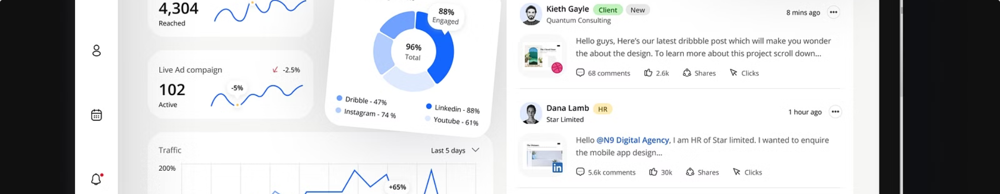 4,304
Reached
Live Ad campaign
-2.5%
102
-5%
Active
88%
Engaged
96%
Total
Dribble - 47%
Linkedin - 88%
Instagram - 74 %
Youtube - 61%
Traffic
Last 5 days
200%
+65%
Kieth Gayle Client New
8 mins ago
Quantum Consulting
Hello guys, Here's our latest dribbble post which will make you wonder
the about the design. To learn more about this project scroll down...
68 comments 2.6k Shares Clicks
Dana Lamb HR
1 hour ago
Star Limited
Hello @N9 Digital Agency, I am HR of Star limited. I wanted to enquire
the mobile app design...
in
5.6k comments 30k Shares Clicks